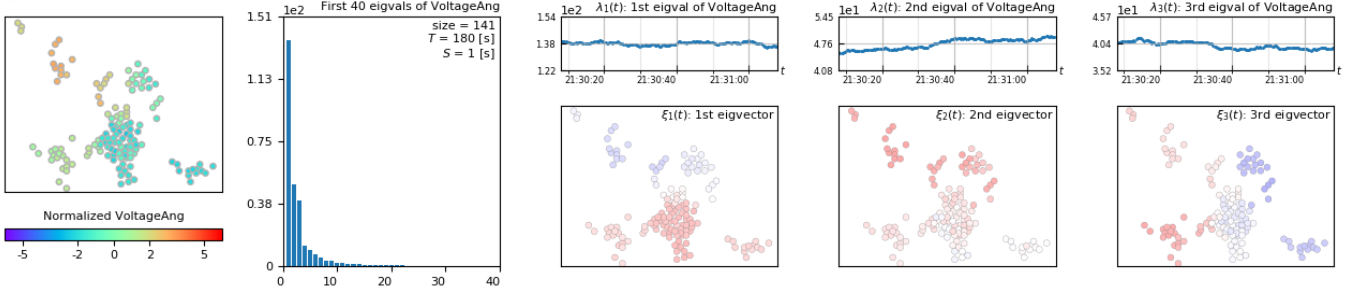 Normalized VoltageAng
-5 -2 0 2 5
First 40 eigvals of VoltageAng
1e2
size = 141
T = 180 [s]
S = 1 [s]
1.51
1.13
0.75
0.38
0
0 10 20 30 40
1e2
λ1(t): 1st eigval of VoltageAng
1.54
1.38
1.22
21:30:20 21:30:40 21:31:00 t
ξ1(t): 1st eigvector
1e1
λ2(t): 2nd eigval of VoltageAng
5.45
4.76
4.08
21:30:20 21:30:40 21:31:00 t
ξ2(t): 2nd eigvector
1e1
λ3(t): 3rd eigval of VoltageAng
4.57
4.04
3.52
21:30:20 21:30:40 21:31:00 t
ξ3(t): 3rd eigvector